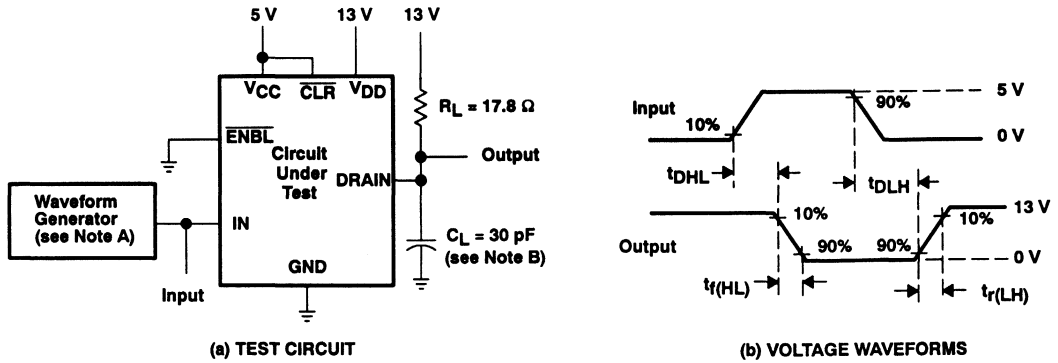 5 V
13 V
13 V
VCC
CLR
VDD
RL = 17.8 Ω
ENBL
Circuit
Under
Test
Output
DRAIN
Waveform
Generator
(see Note A)
IN
CL = 30 pF
(see Note B)
GND
Input
(a) TEST CIRCUIT
5 V
Input
90%
10%
0 V
tDHL
tDLH
13 V
10%
10%
Output
90%
90%
0 V
tf(HL)
tr(LH)
(b) VOLTAGE WAVEFORMS